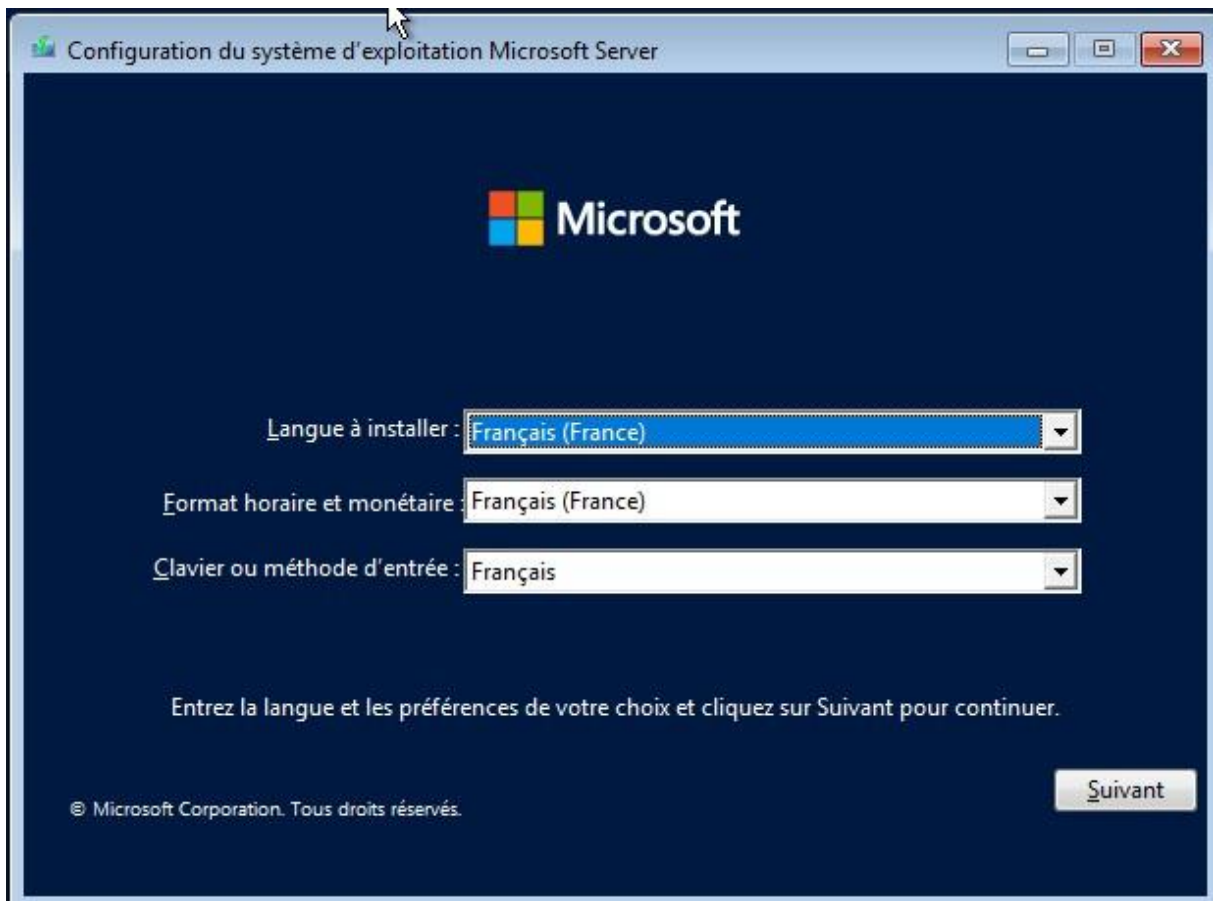 Configuration du système d'exploitation Microsoft Server
Microsoft
Langue à installer : Français (France)
Format horaire et monétaire : Français (France)
Clavier ou méthode d'entrée : Français
Entrez la langue et les préférences de votre choix et cliquez sur Suivant pour continuer.
Suivant
© Microsoft Corporation. Tous droits réservés.